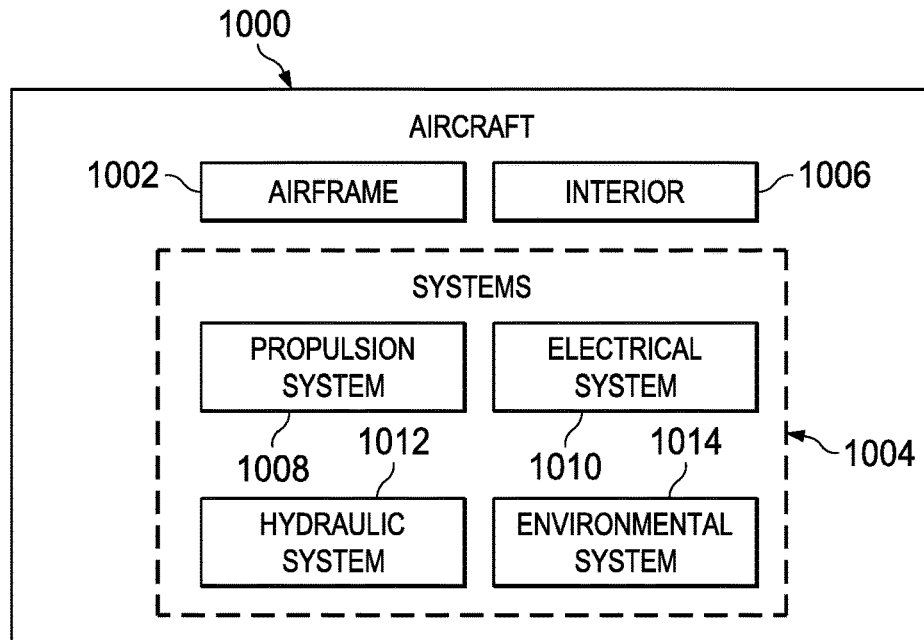 1000
AIRCRAFT
1002 AIRFRAME INTERIOR 1006
SYSTEMS
PROPULSION ELECTRICAL
SYSTEM SYSTEM
1008 1012 1010 1014 1004
HYDRAULIC ENVIRONMENTAL
SYSTEM SYSTEM